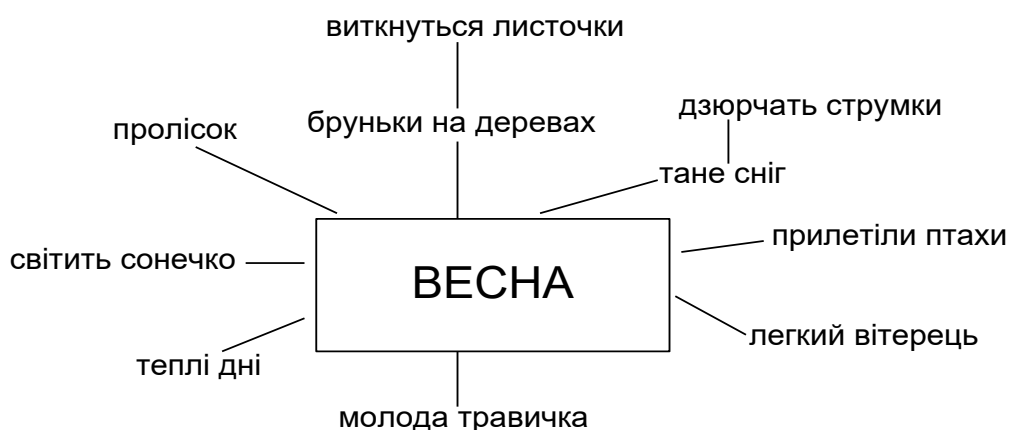 виткнуться листочки
дзюрчать струмки
бруньки на деревах
пролісок
тане сніг
прилетіли птахи
світить сонечко
ВЕСНА
легкий вітерець
теплі дні
молода травичка